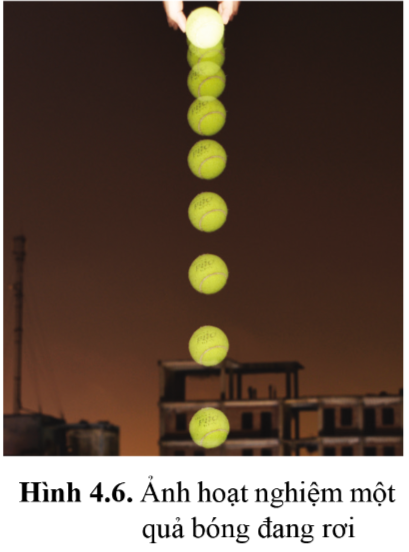 Hình 4.6. Ảnh hoạt nghiệm một
quả bóng đang rơi